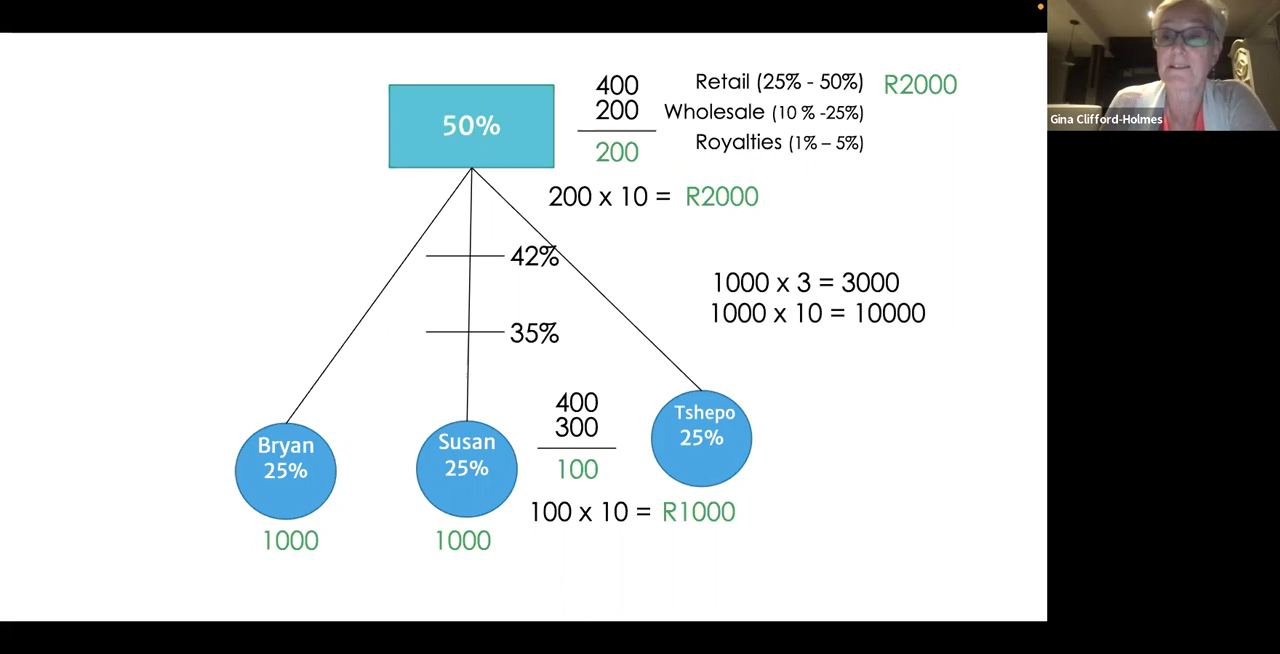 50%
400
200
200
Retail (25% - 50%) R2000
Wholesale (10 % -25%)
Royalties (1% – 5%)
200 x 10 = R2000
42%
35%
1000 x 3 = 3000
1000 x 10 = 10000
Bryan
25%
1000
Susan
25%
1000
400
300
100
100 x 10 = R1000
Tshepo
25%
Gina Clifford-Holmes